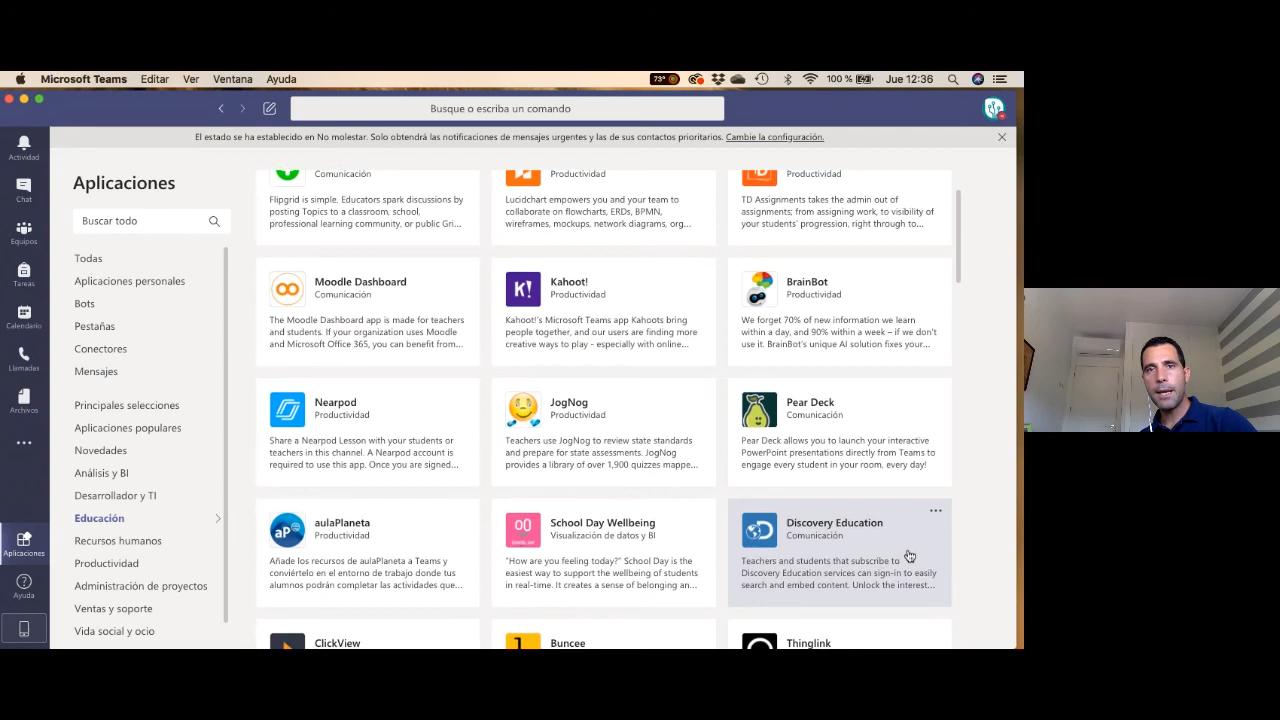 Microsoft Teams Editar Ver Ventana Ayuda 73° 100 % Jue 12:36
Busque o escriba un comando
El estado se ha establecido en No molestar. Solo obtendrá las notificaciones de mensajes urgentes y las de sus contactos prioritarios. Cambie la configuración.
Actividad
Chat
Equipos
Tareas
Calendario
Llamadas
Archivos
Aplicaciones
Ayuda
Aplicaciones
Buscar todo
Todas
Aplicaciones personales
Bots
Pestañas
Conectores
Mensajes
Principales selecciones
Aplicaciones populares
Novedades
Análisis y BI
Desarrollador y TI
Educación
Recursos humanos
Productividad
Administración de proyectos
Ventas y soporte
Vida social y ocio
Comunicación
Flipgrid is simple. Educators spark discussions by
posting Topics to a classroom, school,
professional learning community, or public Gri...
Productividad
Lucidchart empowers you and your team to
collaborate on flowcharts, ERDs, BPMN,
wireframes, mockups, network diagrams, org...
Productividad
TD Assignments takes the admin out of
assignments; from assigning work, to visibility of
your students' progression, right through to...
Moodle Dashboard
Comunicación
The Moodle Dashboard app is made for teachers
and students. If your organization uses Moodle
and Microsoft Office 365, you can benefit from...
K!
Kahoot!
Productividad
Kahoot!'s Microsoft Teams app Kahoots bring
people together, and our users are finding more
creative ways to play - especially with online...
BrainBot
Productividad
We forget 70% of new information we learn
within a day, and 90% within a week – if we don't
use it. BrainBot's unique AI solution fixes your...
Nearpod
Productividad
Share a Nearpod Lesson with your students or
teachers in this channel. A Nearpod account is
required to use this app. Once you are signed...
JogNog
Productividad
Teachers use JogNog to review state standards
and prepare for state assessments. JogNog
provides a library of over 1,900 quizzes mappe...
Pear Deck
Comunicación
Pear Deck allows you to launch your interactive
PowerPoint presentations directly from Teams to
engage every student in your room, every day!
aP
aulaPlaneta
Productividad
Añade los recursos de aulaPlaneta a Teams y
conviértelo en el entorno de trabajo donde tus
alumnos podrán completar las actividades que...
School Day Wellbeing
Visualización de datos y BI
"How are you feeling today?" School Day is the
easiest way to support the wellbeing of students
in real-time. It creates a sense of belonging an...
Discovery Education
Comunicación
Teachers and students that subscribe to
Discovery Education services can sign-in to easily
search and embed content. Unlock the interest...
ClickView
Buncee
Thinglink